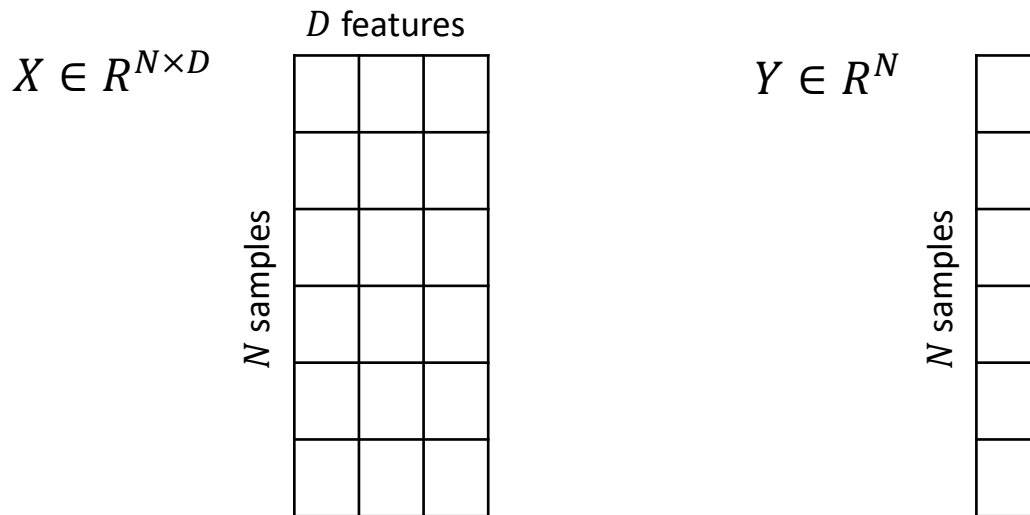 D features
X ∈ R^{N×D}
Y ∈ R^N
N samples
N samples